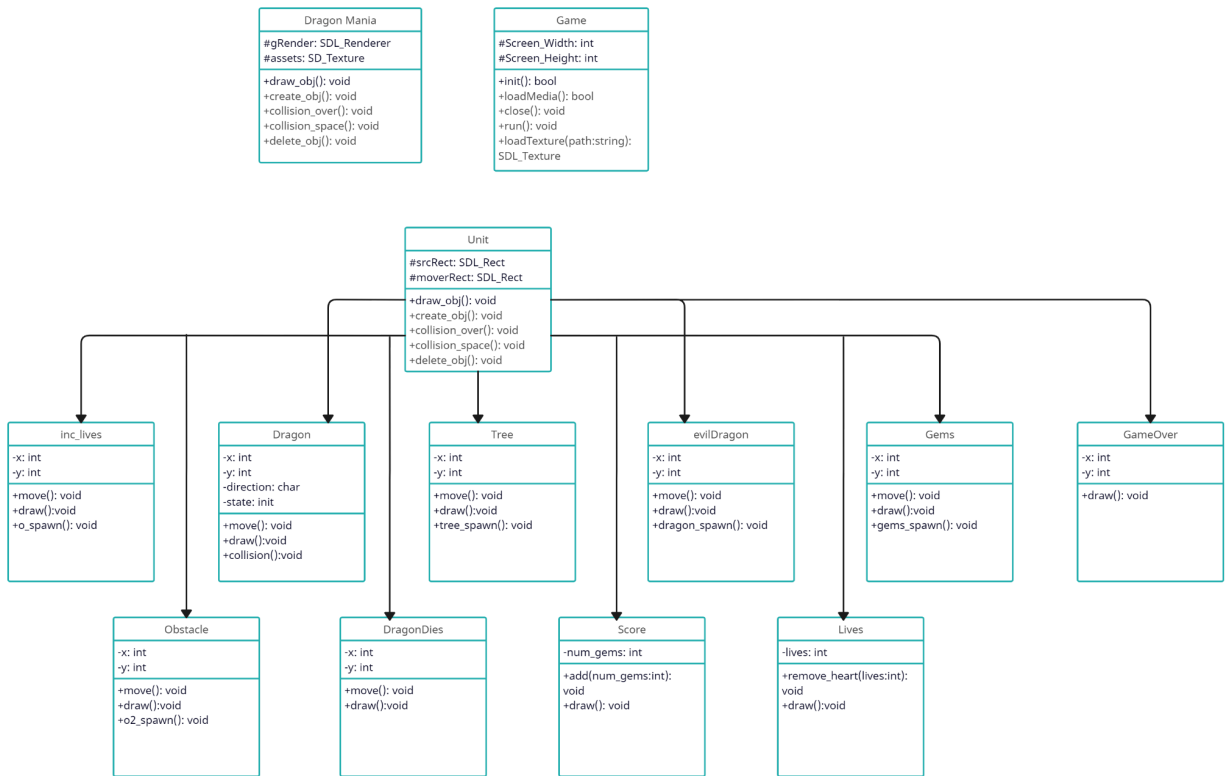 Dragon Mania
#gRender: SDL_Renderer
#assets: SD_Texture
+draw_obj(): void
+create_obj(): void
+collision_over(): void
+collision_space(): void
+delete_obj(): void
Game
#Screen_Width: int
#Screen_Height: int
+init(): bool
+loadMedia(): bool
+close(): void
+run(): void
+loadTexture(path:string):
SDL_Texture
Unit
#srcRect: SDL_Rect
#moverRect: SDL_Rect
+draw_obj(): void
+create_obj(): void
+collision_over(): void
+collision_space(): void
+delete_obj(): void
inc_lives
-x: int
-y: int
+move(): void
+draw():void
+o_spawn(): void
Dragon
-x: int
-y: int
-direction: char
-state: init
+move(): void
+draw():void
+collision():void
Tree
-x: int
-y: int
+move(): void
+draw():void
+tree_spawn(): void
evilDragon
-x: int
-y: int
+move(): void
+draw():void
+dragon_spawn(): void
Gems
-x: int
-y: int
+move(): void
+draw():void
+gems_spawn(): void
GameOver
-x: int
-y: int
+draw(): void
Obstacle
-x: int
-y: int
+move(): void
+draw():void
+o2_spawn(): void
DragonDies
-x: int
-y: int
+move(): void
+draw():void
Score
-num_gems: int
+add(num_gems:int):
void
+draw(): void
Lives
-lives: int
+remove_heart(lives:int):
void
+draw():void